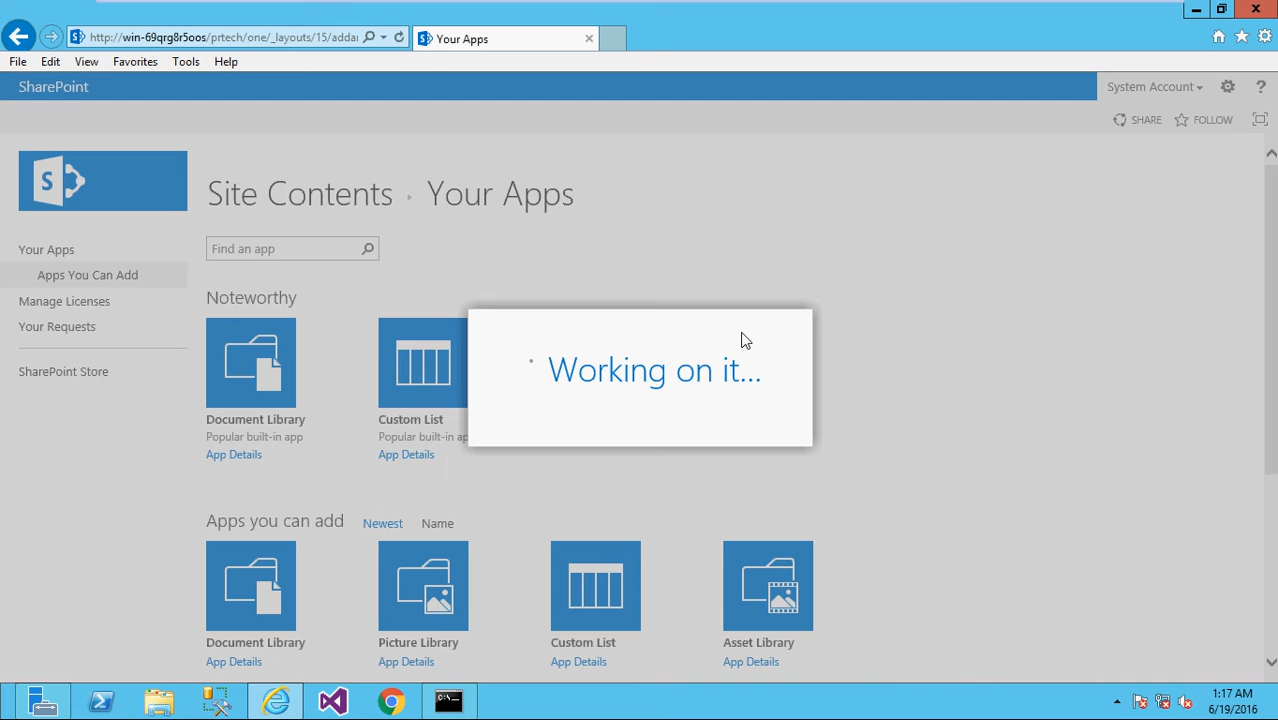 http://win-69qrg8r5oos/prtech/one/_layouts/15/addar
Your Apps
File Edit View Favorites Tools Help
SharePoint
System Account
?
SHARE
FOLLOW
S
Site Contents
Your Apps
Find an app
Your Apps
Apps You Can Add
Manage Licenses
Your Requests
SharePoint Store
Noteworthy
Document Library
Popular built-in app
App Details
Custom List
Popular built-in ap
App Details
Working on it...
Apps you can add
Newest
Name
Document Library
App Details
Picture Library
App Details
Custom List
App Details
Asset Library
App Details
1:17 AM
6/19/2016